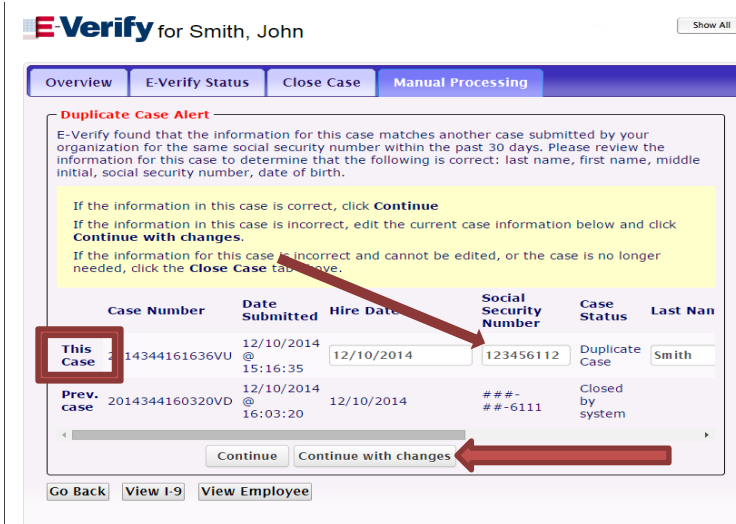 E-Verify for Smith, John
Show All
Overview E-Verify Status Close Case Manual Processing
Duplicate Case Alert
E-Verify found that the information for this case matches another case submitted by your
organization for the same social security number within the past 30 days. Please review the
information for this case to determine that the following is correct: last name, first name, middle
initial, social security number, date of birth.
If the information in this case is correct, click Continue
If the information in this case is incorrect, edit the current case information below and click
Continue with changes.
If the information for this case is incorrect and cannot be edited, or the case is no longer
needed, click the Close Case tab above.
Case Number Date Submitted Hire Date Social Security Number Case Status Last Nam
This Case 2014344161636VU 12/10/2014 @ 15:16:35 12/10/2014 123456112 Duplicate Case Smith
Prev. case 2014344160320VD 12/10/2014 @ 16:03:20 12/10/2014 ###-##-6111 Closed by system
Continue Continue with changes
Go Back View I-9 View Employee